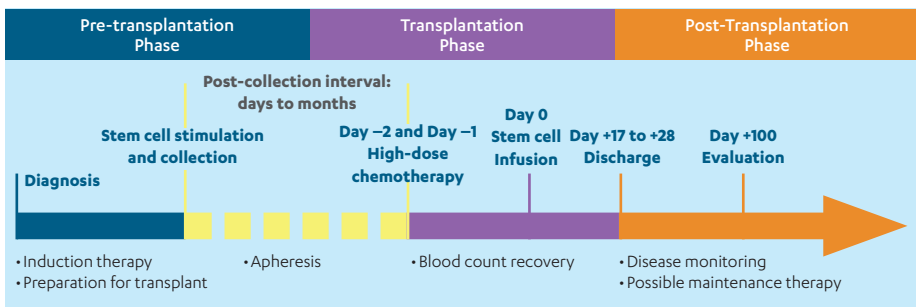 Pre-transplantation
Phase
Transplantation
Phase
Post-Transplantation
Phase
Post-collection interval:
days to months
Stem cell stimulation
and collection
Day –2 and Day –1
High-dose
chemotherapy
Day 0
Stem cell
Infusion
Day +17 to +28
Discharge
Day +100
Evaluation
Diagnosis
• Induction therapy
• Preparation for transplant
• Apheresis
• Blood count recovery
• Disease monitoring
• Possible maintenance therapy